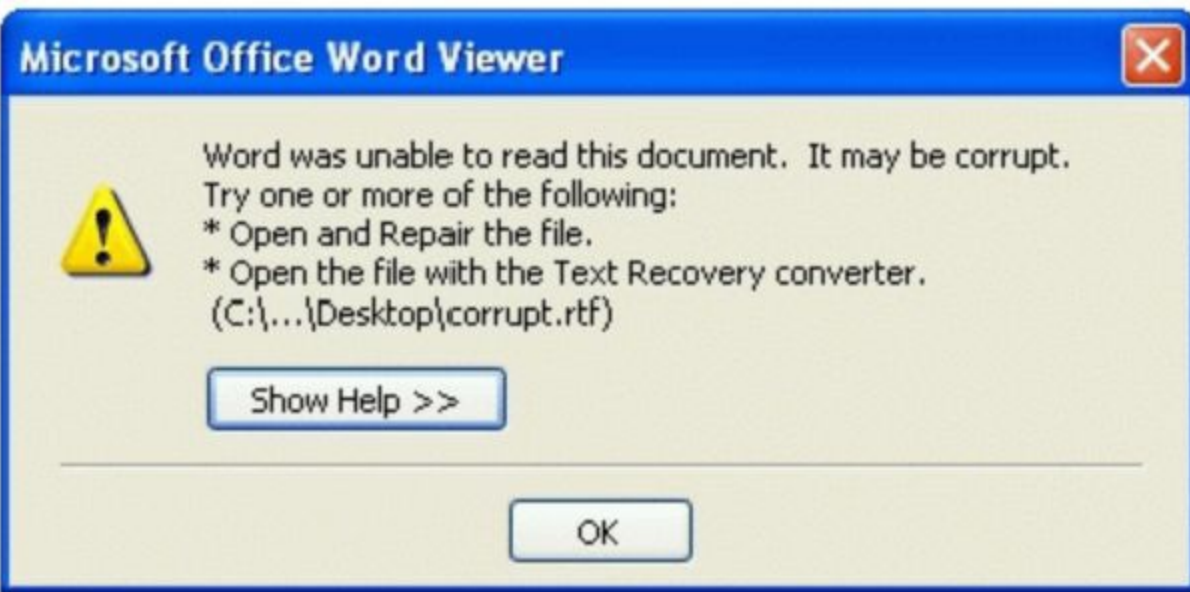 Microsoft Office Word Viewer
Word was unable to read this document.  It may be corrupt.
Try one or more of the following:
* Open and Repair the file.
* Open the file with the Text Recovery converter.
(C:\...\Desktop\corrupt.rtf)
Show Help >>
OK